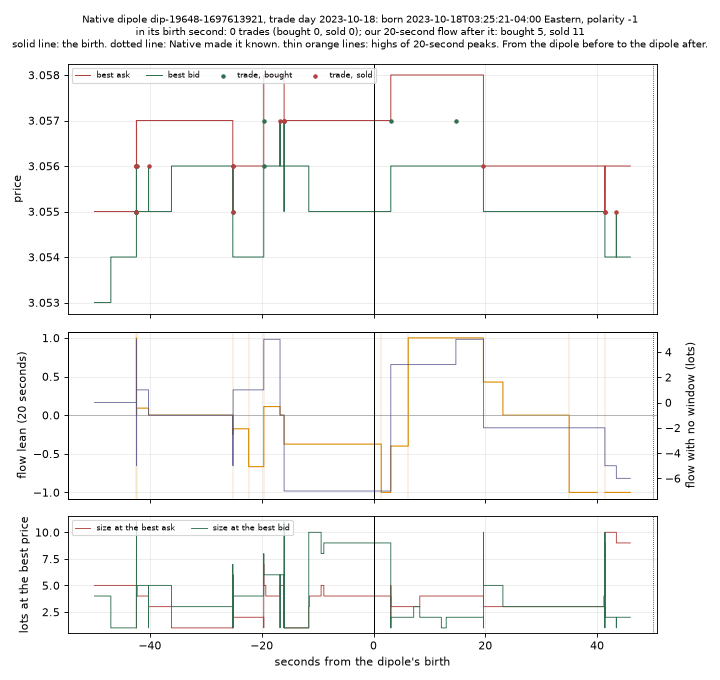 Native dipole dip-19648-1697613921, trade day 2023-10-18: born 2023-10-18T03:25:21-04:00 Eastern, polarity -1
in its birth second: 0 trades (bought 0, sold 0); our 20-second flow after it: bought 5, sold 11
solid line: the birth. dotted line: Native made it known. thin orange lines: highs of 20-second peaks. From the dipole before to the dipole after.
best ask
best bid
trade, bought
trade, sold
3.058
3.057
3.056
3.055
3.054
3.053
price
1.0
0.5
0.0
−0.5
−1.0
flow lean (20 seconds)
4
2
0
−2
−4
−6
flow with no window (lots)
size at the best ask
size at the best bid
10.0
7.5
5.0
2.5
lots at the best price
−40
−20
0
20
40
seconds from the dipole's birth